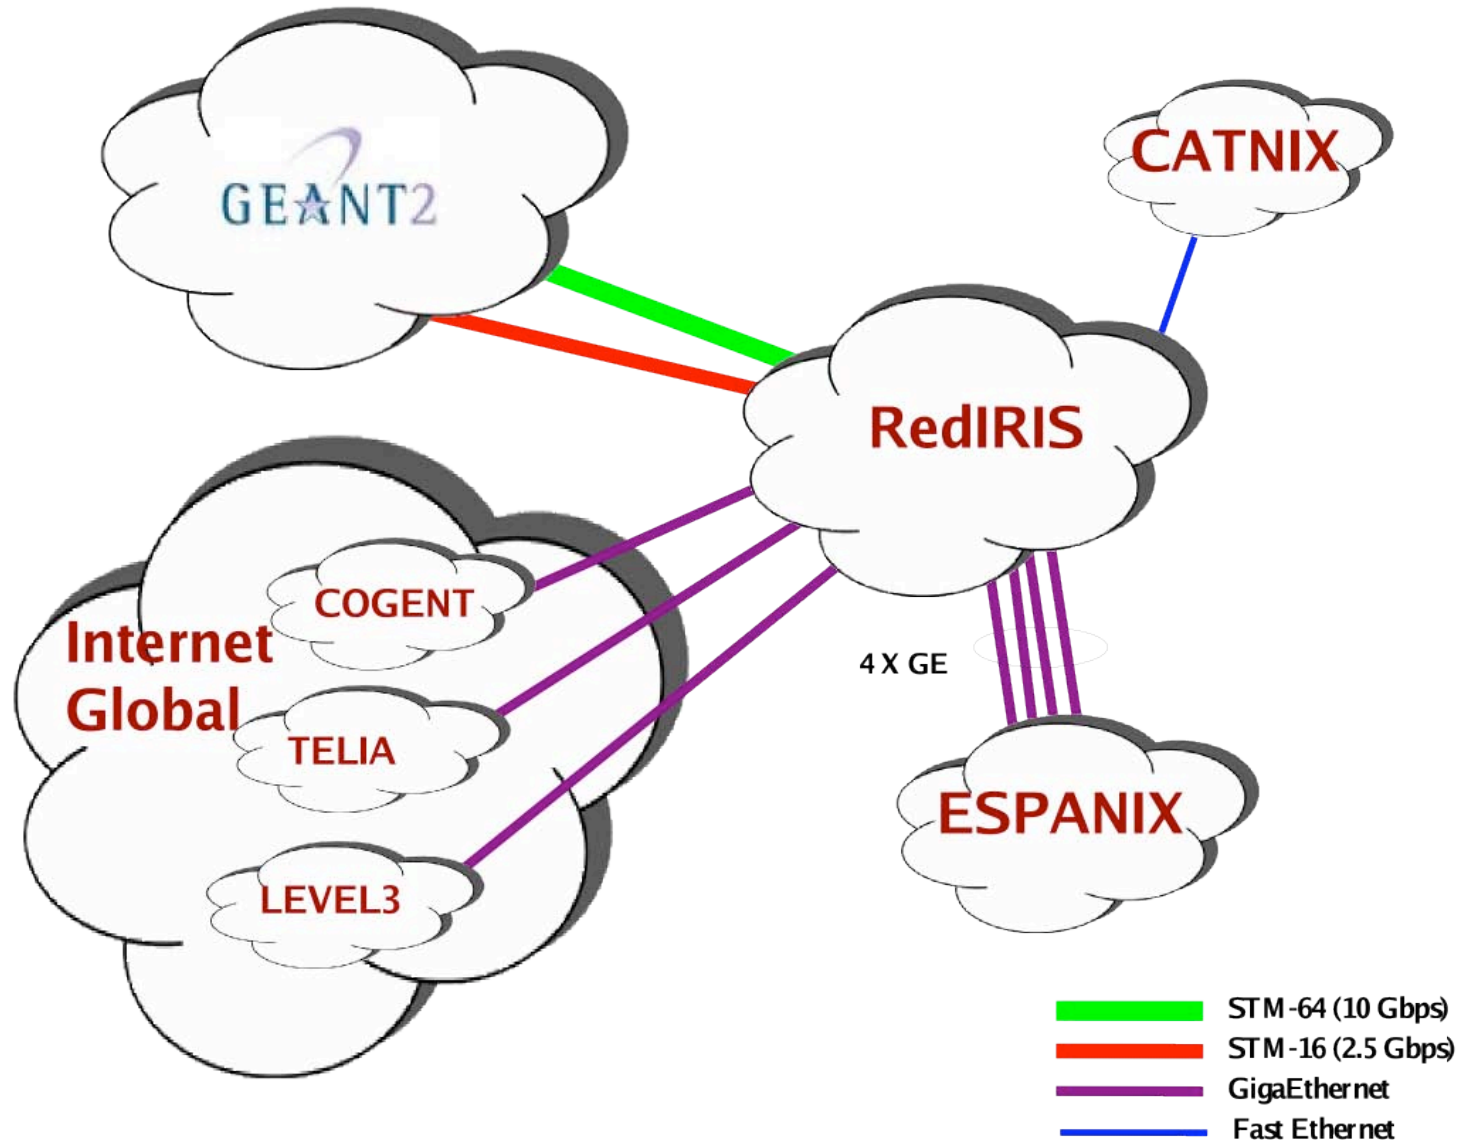 GEANT2
CATNIX
RedIRIS
COGENT
Internet
Global
TELIA
LEVEL3
4 X GE
ESPANIX
STM-64 (10 Gbps)
STM-16 (2.5 Gbps)
GigaEthernet
Fast Ethernet